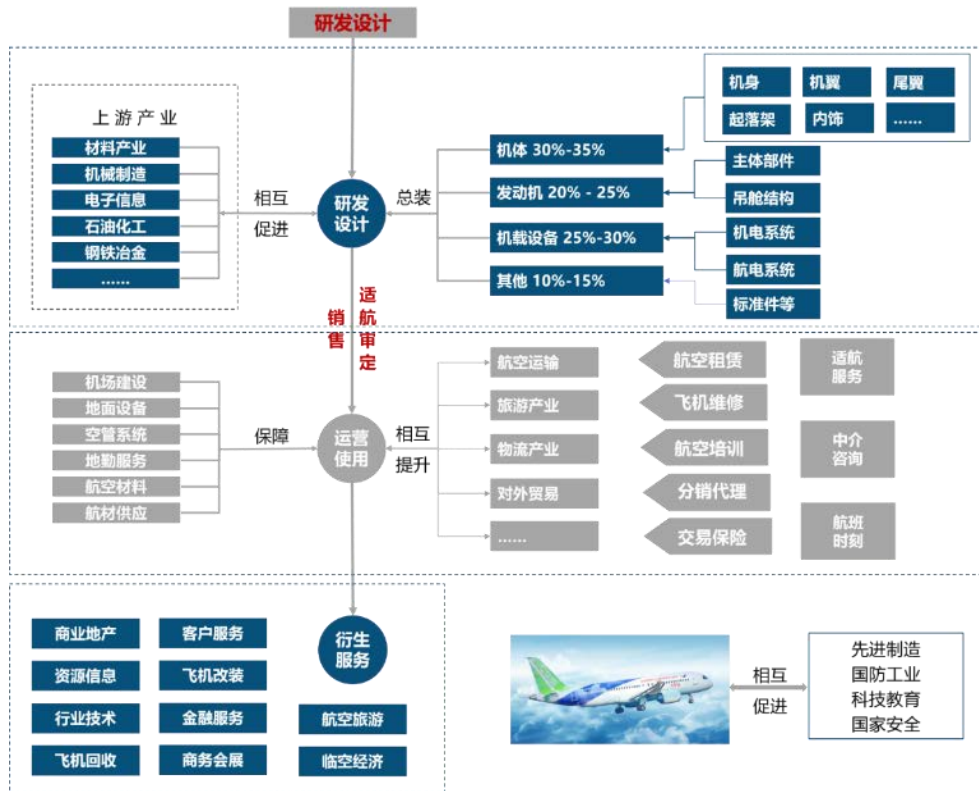 研发设计
上游产业
材料产业
机械制造
电子信息
石油化工
钢铁冶金
……
相互
促进
研发
设计
总装
机体 30%-35%
发动机 20% - 25%
机载设备 25%-30%
其他 10%-15%
机身
机翼
尾翼
起落架
内饰
……
主体部件
吊舱结构
机电系统
航电系统
标准件等
销售
适航审定
机场建设
地面设备
空管系统
地勤服务
航空材料
航材供应
保障
运营
使用
相互
提升
航空运输
旅游产业
物流产业
对外贸易
……
航空租赁
飞机维修
航空培训
分销代理
交易保险
适航
服务
中介
咨询
航班
时刻
商业地产
客户服务
资源信息
飞机改装
行业技术
金融服务
飞机回收
商务会展
衍生
服务
航空旅游
临空经济
相互
促进
先进制造
国防工业
科技教育
国家安全